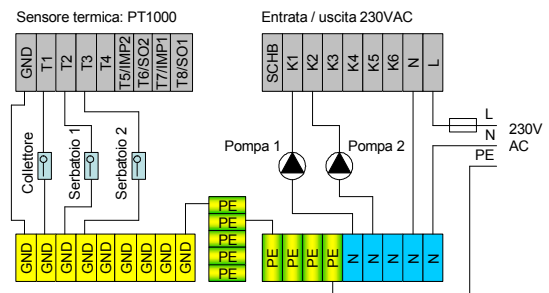 Sensore termica: PT1000
Entrata / uscita 230VAC
GND
T1
T2
T3
T4
T5/IMP2
T6/SO2
T7/IMP1
T8/SO1
SCHB
K1
K2
K3
K4
K5
K6
N
L
L
N
PE
230V
AC
Collettore
Serbatoio 1
Serbatoio 2
Pompa 1
Pompa 2
PE
PE
PE
PE
PE
GND
GND
GND
GND
GND
GND
GND
GND
GND
PE
PE
PE
PE
N
N
N
N
N